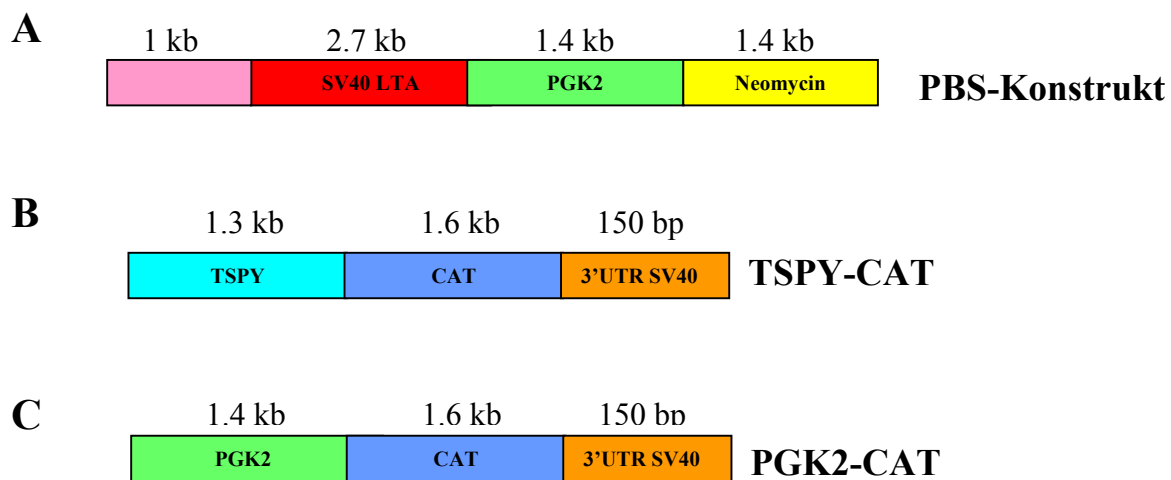 A
1 kb 2.7 kb 1.4 kb 1.4 kb
SV40 LTA PGK2 Neomycin PBS-Konstrukt
B
1.3 kb 1.6 kb 150 bp
TSPY CAT 3'UTR SV40 TSPY-CAT
C
1.4 kb 1.6 kb 150 bp
PGK2 CAT 3'UTR SV40 PGK2-CAT